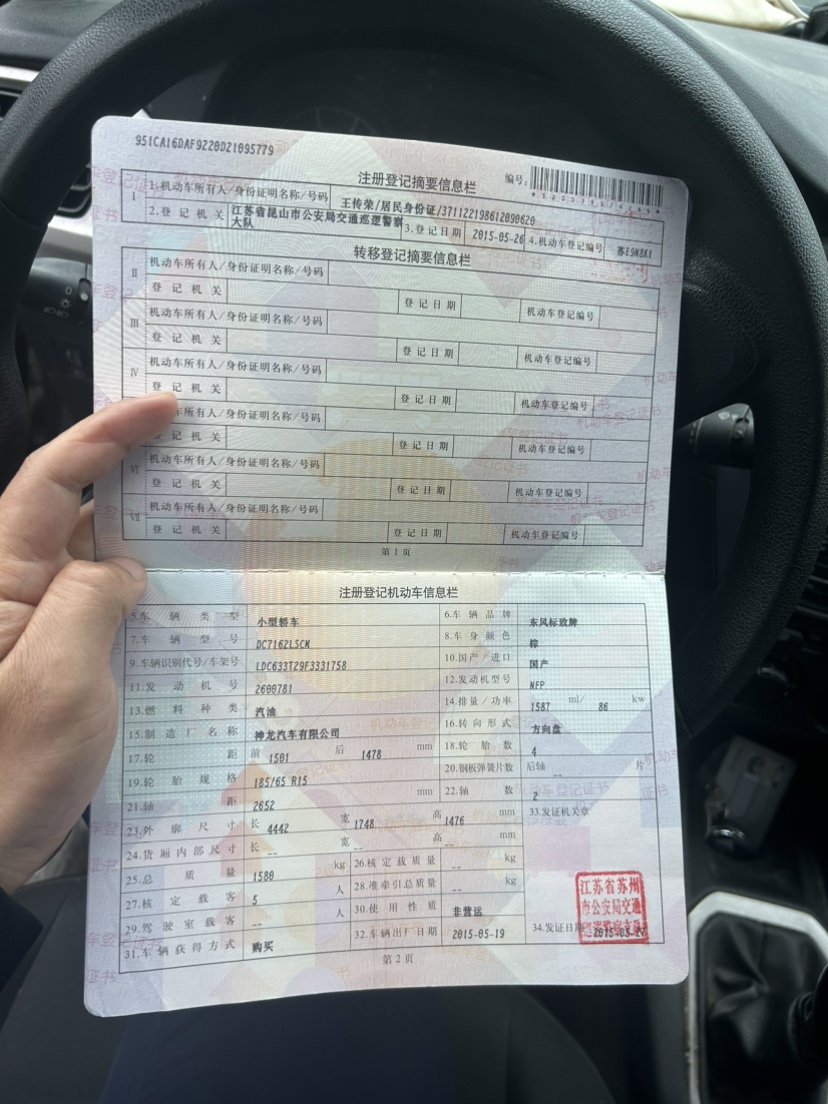 951CA16DAF9220D21095779
注册登记摘要信息栏
编号:
I 1.机动车所有人/身份证明名称/号码 王传荣/居民身份证/371122198612090620
2.登记机关 江苏省昆山市公安局交通巡逻警察大队 3.登记日期 2015-05-26 4.机动车登记编号 苏E9N8K1
转移登记摘要信息栏
II 机动车所有人/身份证明名称/号码
登记机关 登记日期 机动车登记编号
III 机动车所有人/身份证明名称/号码
登记机关 登记日期 机动车登记编号
IV 机动车所有人/身份证明名称/号码
登记机关 登记日期 机动车登记编号
动车所有人/身份证明名称/号码
登记机关 登记日期 机动车登记编号
VI 机动车所有人/身份证明名称/号码
登记机关 登记日期 机动车登记编号
VII 机动车所有人/身份证明名称/号码
登记机关 登记日期 机动车登记编号
第1页
注册登记机动车信息栏
5.车辆类型 小型轿车 6.车辆品牌 东风标致牌
7.车辆型号 DC7162LSCM 8.车身颜色 棕
9.车辆识别代号/车架号 LDC633T29F3331758 10.国产/进口 国产
11.发动机号 2600781 12.发动机型号 NFP
13.燃料种类 汽油 14.排量/功率 1587 ml/ 86 kw
15.制造厂名称 神龙汽车有限公司 16.转向形式 方向盘
17.轮距 前 1501 后 1478 mm 18.轮胎数 4
19.轮胎规格 185/65 R15 20.钢板弹簧片数 后轴 -- 片
21.轴距 2652 mm 22.轴数 2
23.外廓尺寸 长 4442 宽 1748 高 1476 mm 33.发证机关章
24.货厢内部尺寸 长 -- 宽 -- 高 -- mm
25.总质量 1580 kg 26.核定载质量 -- kg
27.核定载客 5 人 28.准牵引总质量 -- kg
29.驾驶室载客 -- 人 30.使用性质 非营运
31.车辆获得方式 购买 32.车辆出厂日期 2015-05-19 34.发证日期 2015-05-27
江苏省苏州
市公安局交通
第2页